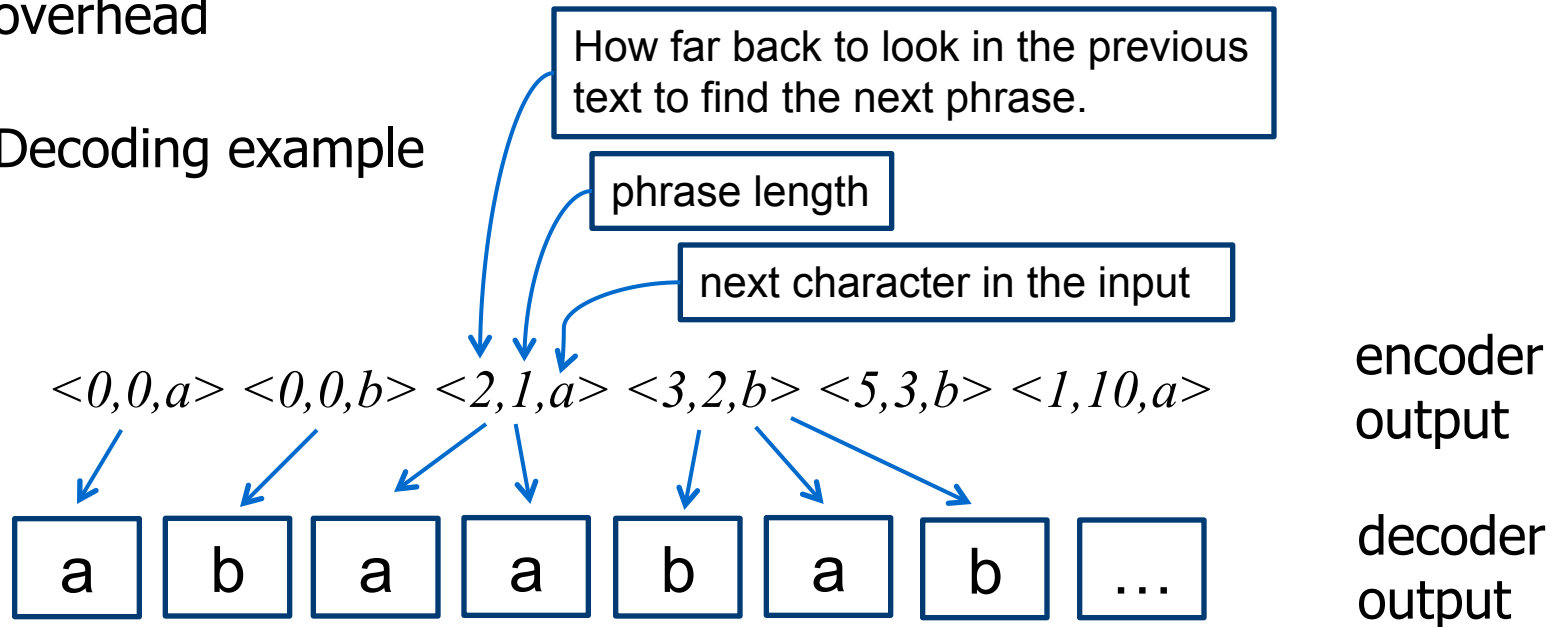 overhead
How far back to look in the previous
text to find the next phrase.
Decoding example
phrase length
next character in the input
<0,0,a> <0,0,b> <2,1,a> <3,2,b> <5,3,b> <1,10,a>
encoder
output
a b a a b a b …
decoder
output